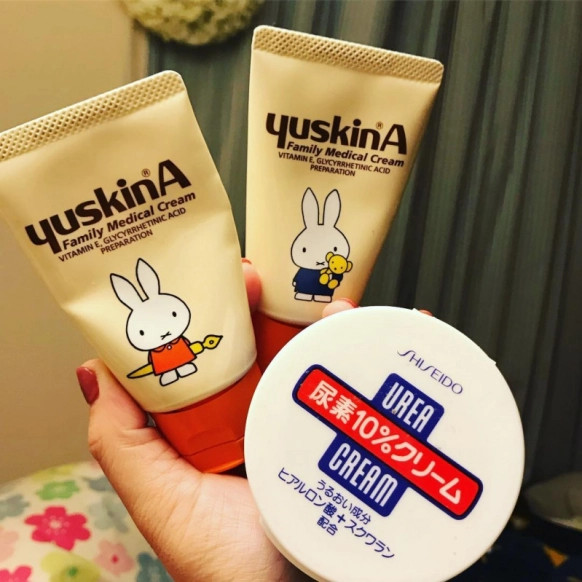 yuskinA®
Family Medical Cream
VITAMIN E, GLYCYRRHETINIC ACID
PREPARATION
yuskinA®
Family Medical Cream
VITAMIN E, GLYCYRRHETINIC ACID
PREPARATION
SHISEIDO
UREA
尿素10%クリーム
CREAM
うるおい成分
ヒアルロン酸+スクワラン
配合